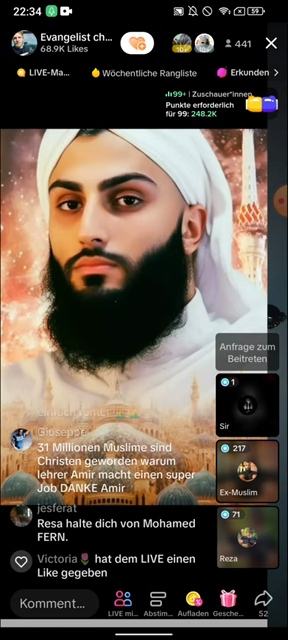 22:34
59
Evangelist ch...
68.9K Likes
441
LIVE-Ma...
Wöchentliche Rangliste
Erkunden
99+ | Zuschauer*innen
Punkte erforderlich
für 99: 248.2K
Anfrage zum
Beitreten
1
Sir
217
Ex-Muslim
71
Reza
Gioseppe
31 Millionen Muslime sind
Christen geworden warum
lehrer Amir macht einen super
Job DANKE Amir
jesferat
Resa halte dich von Mohamed
FERN.
Victoria🌷 hat dem LIVE einen
Like gegeben
Komment...
LIVE mi...
Abstim...
Aufladen
Gesche...
52